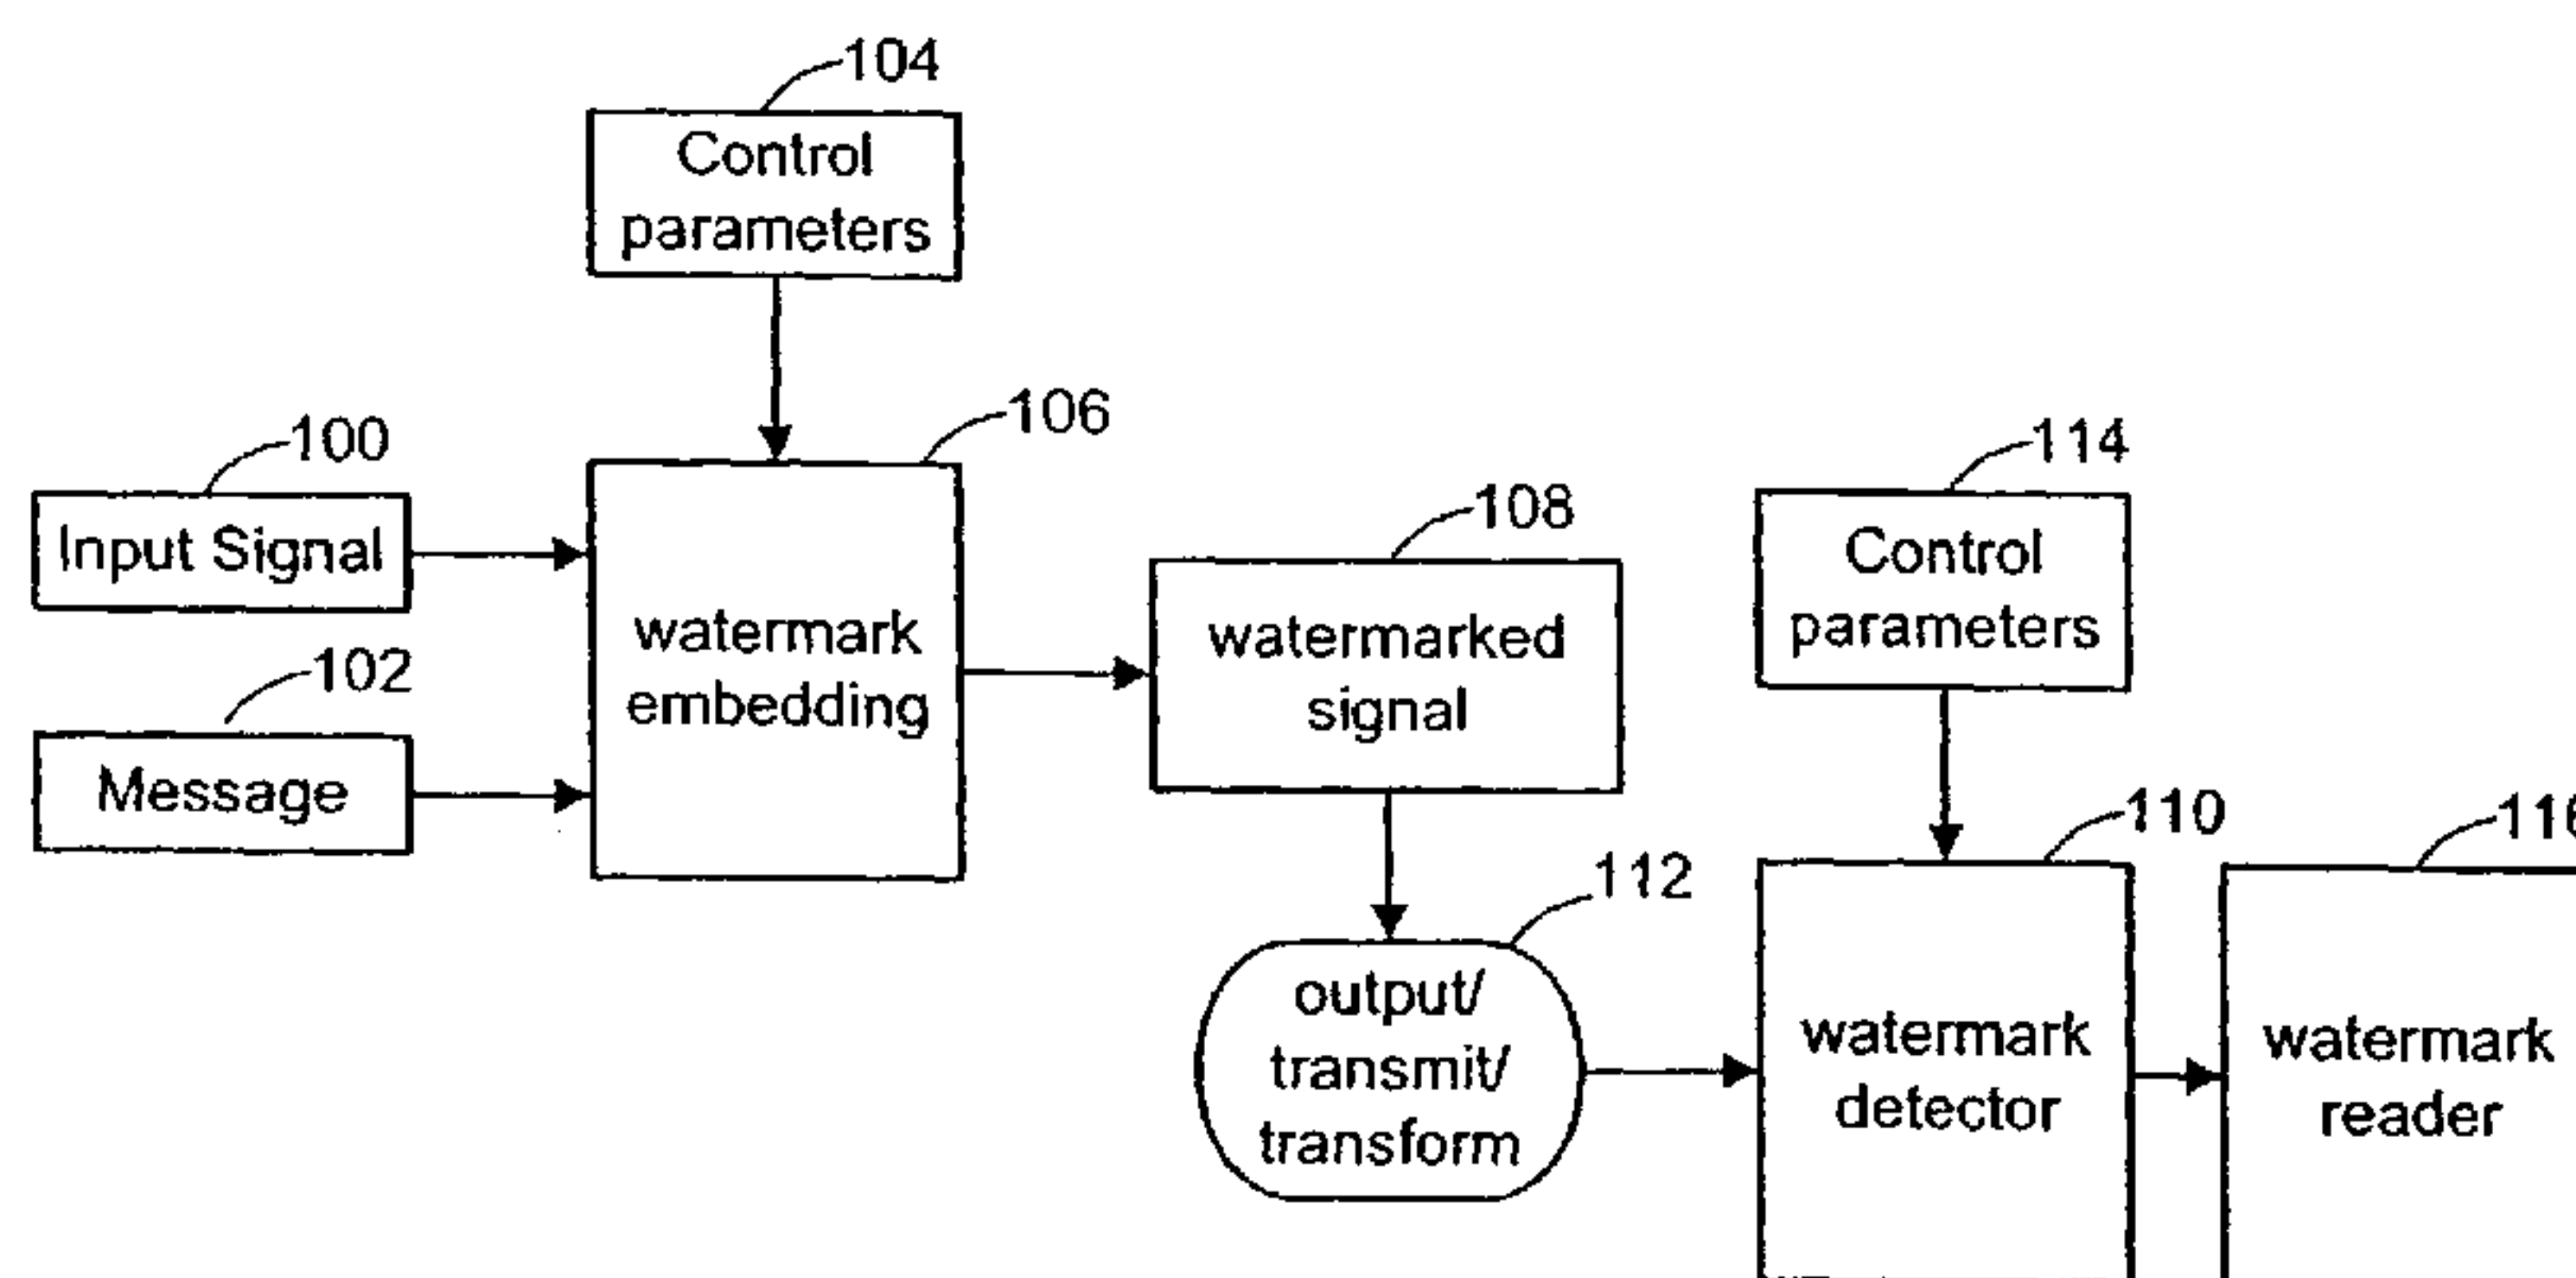 104
Control
parameters
106
100
Input Signal
102
Message
watermark
embedding
108
watermarked
signal
114
Control
parameters
112
output/
transmit/
transform
110
watermark
detector
116
watermark
reader